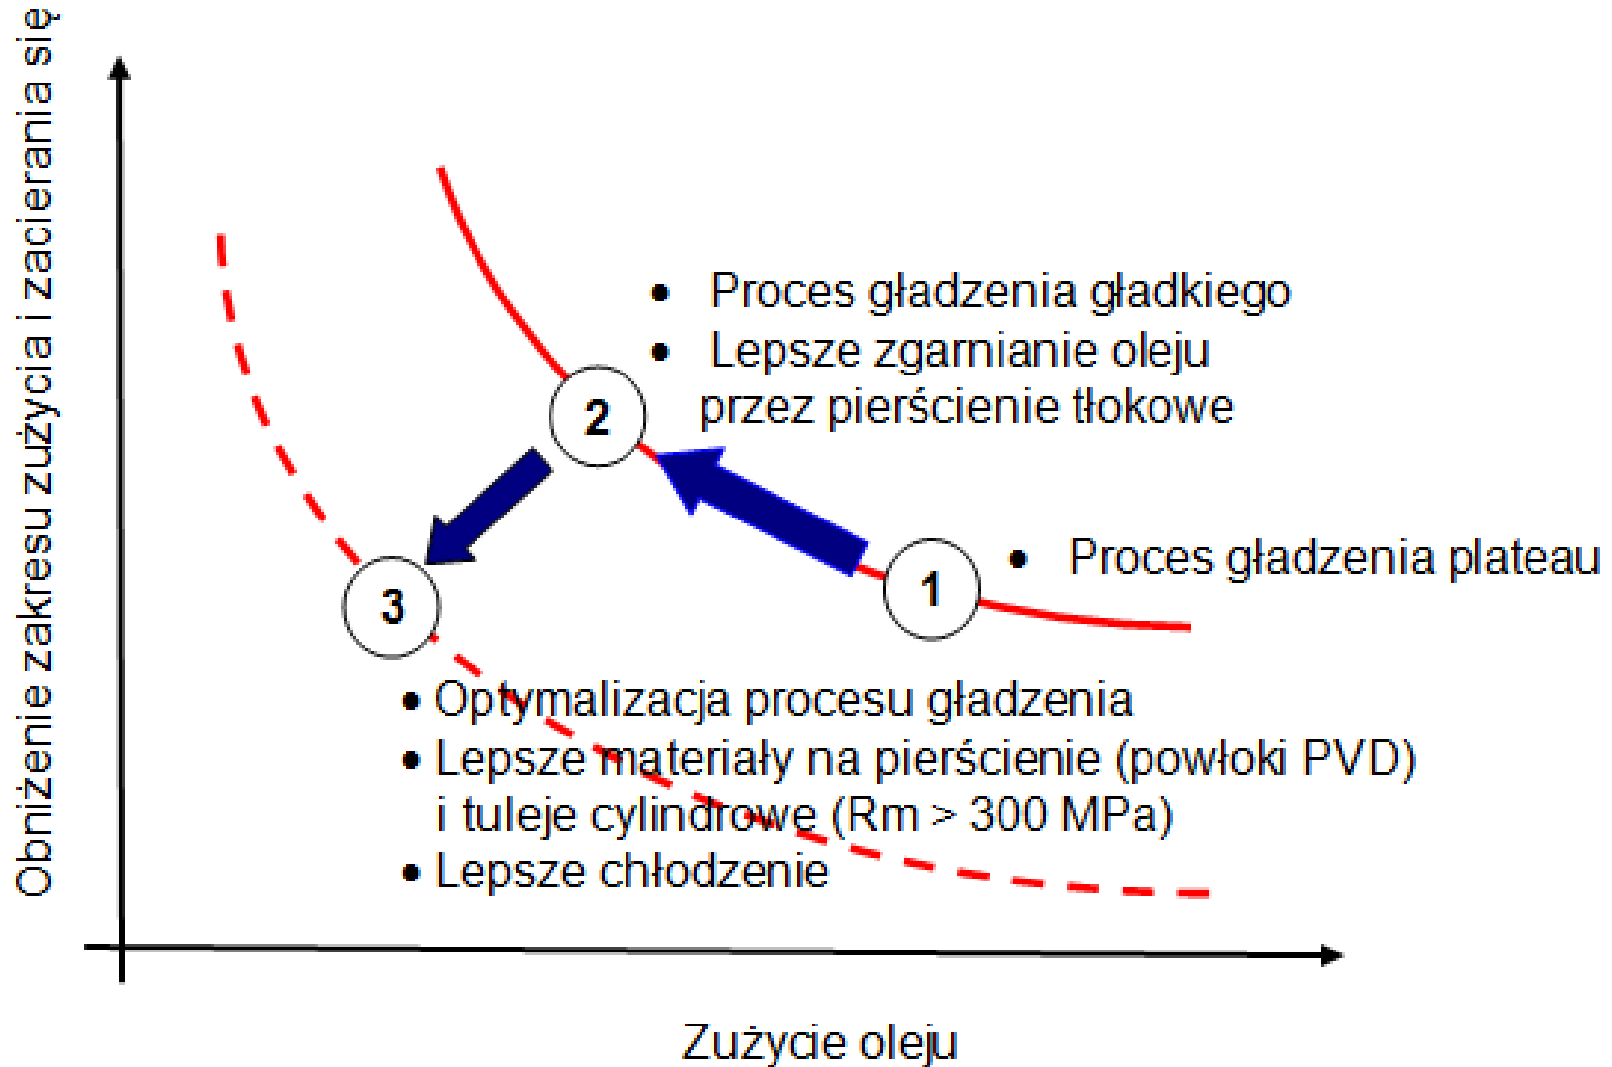 Obniżenie zakresu zużycia i zacierania się
• Proces gładzenia gładkiego
• Lepsze zgarnianie oleju
przez pierścienie tłokowe
2
1
• Proces gładzenia plateau
3
• Optymalizacja procesu gładzenia
• Lepsze materiały na pierścienie (powłoki PVD)
i tuleje cylindrowe (Rm > 300 MPa)
• Lepsze chłodzenie
Zużycie oleju